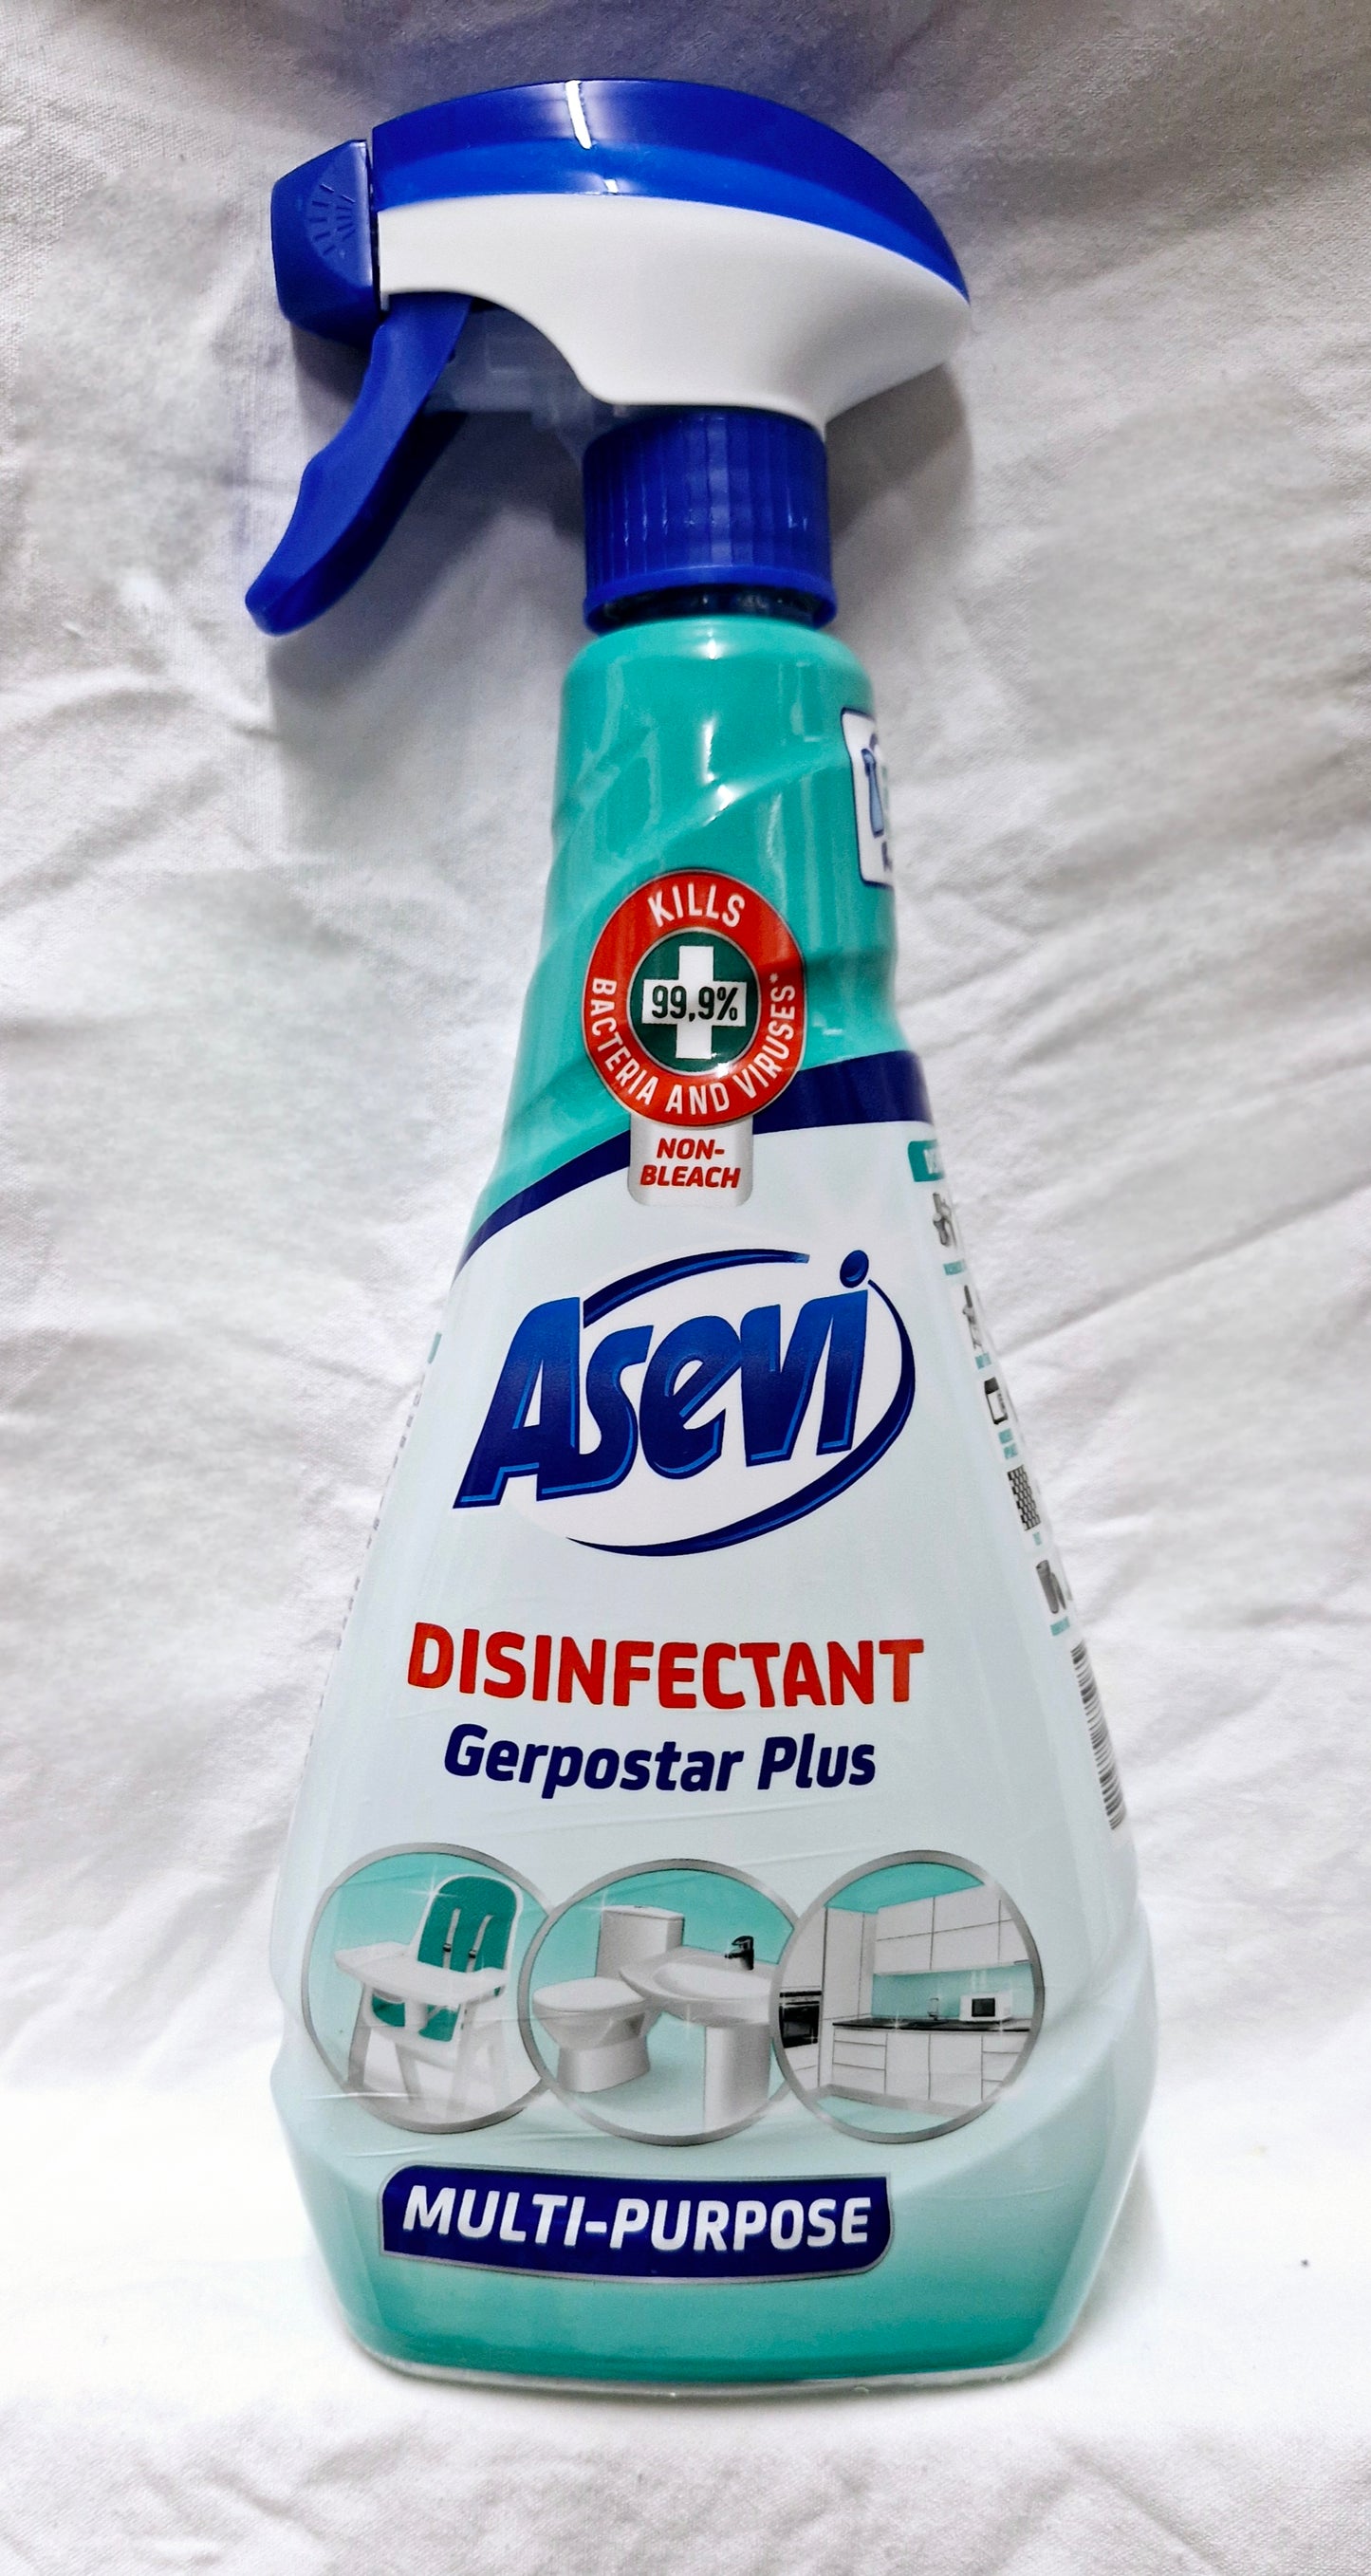 KILLS
99,9%
BACTERIA AND VIRUSES*
NON-
BLEACH
Asevi
DISINFECTANT
Gerpostar Plus
MULTI-PURPOSE